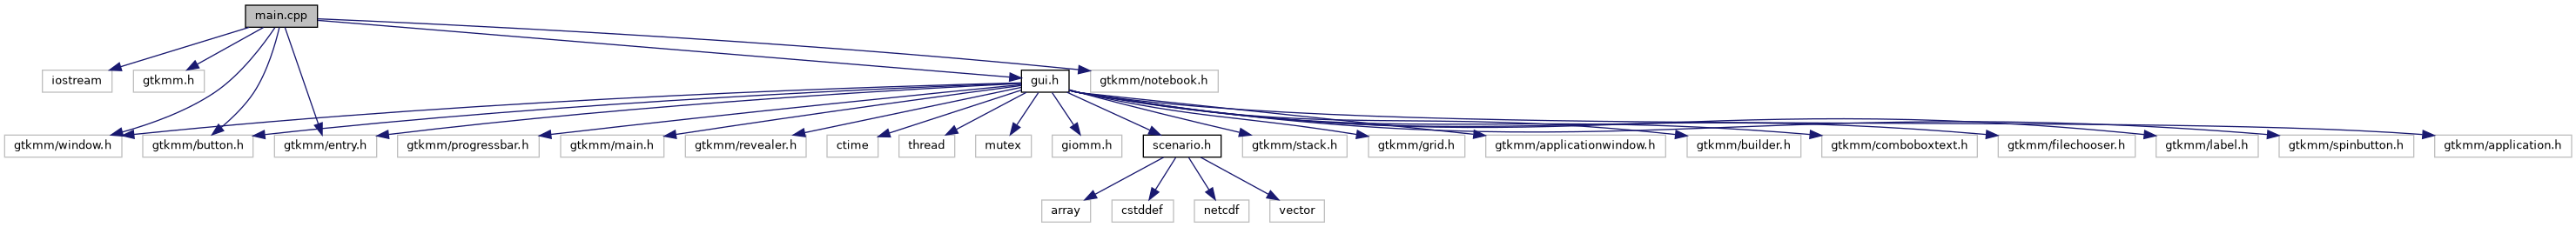 main.cpp
iostream
gtkmm.h
gui.h
gtkmm/notebook.h
gtkmm/window.h
gtkmm/button.h
gtkmm/entry.h
gtkmm/progressbar.h
gtkmm/main.h
gtkmm/revealer.h
ctime
thread
mutex
giomm.h
scenario.h
gtkmm/stack.h
gtkmm/grid.h
gtkmm/applicationwindow.h
gtkmm/builder.h
gtkmm/comboboxtext.h
gtkmm/filechooser.h
gtkmm/label.h
gtkmm/spinbutton.h
gtkmm/application.h
array
cstddef
netcdf
vector